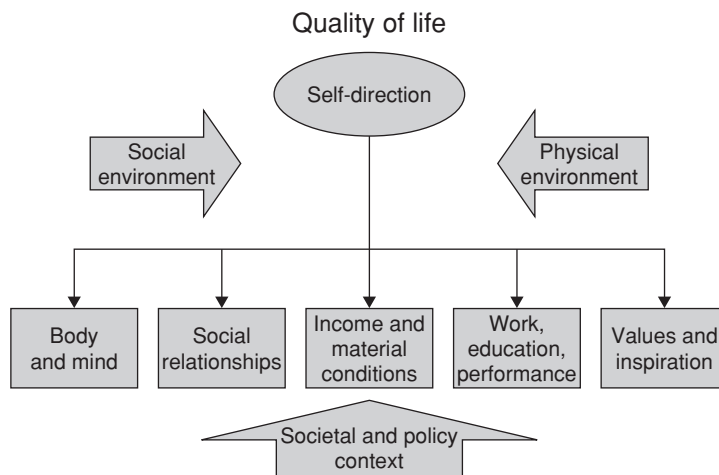 Quality of life
Self-direction
Social
environment
Physical
environment
Body
and mind
Social
relationships
Income and
material
conditions
Work,
education,
performance
Values and
inspiration
Societal and policy
context